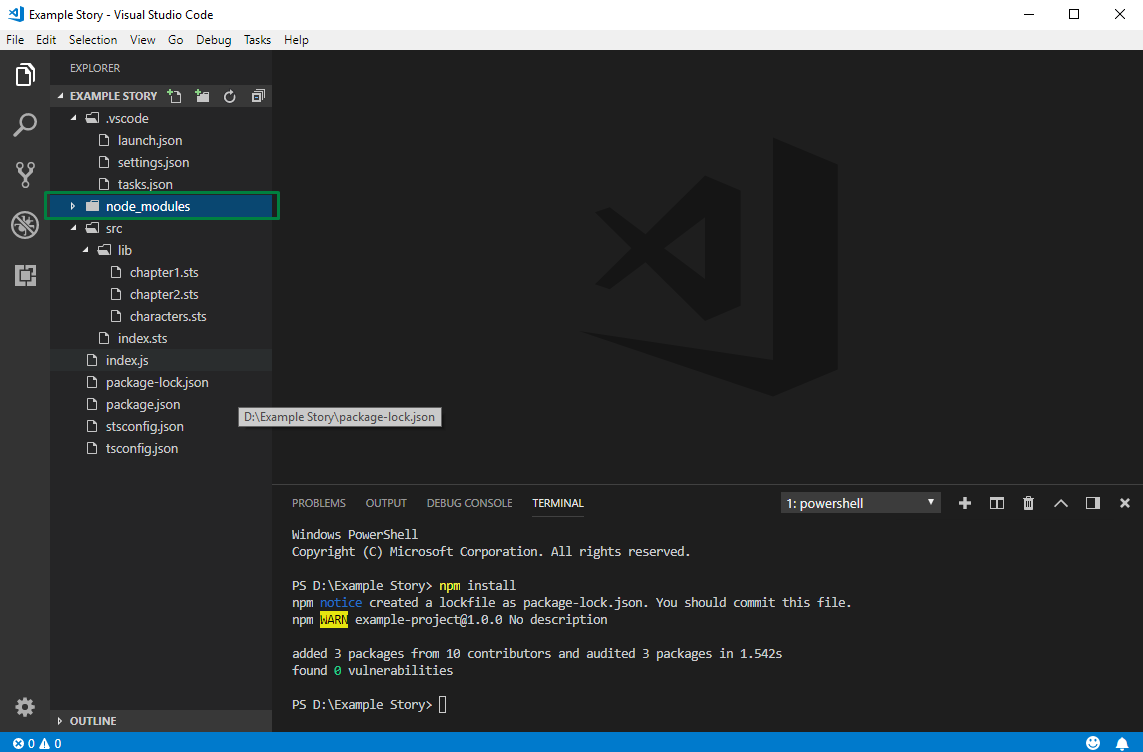 Example Story - Visual Studio Code
File Edit Selection View Go Debug Tasks Help
EXPLORER
EXAMPLE STORY
.vscode
launch.json
settings.json
tasks.json
node_modules
src
lib
chapter1.sts
chapter2.sts
characters.sts
index.sts
index.js
package-lock.json
package.json
stsconfig.json
tsconfig.json
D:\Example Story\package-lock.json
OUTLINE
PROBLEMS OUTPUT DEBUG CONSOLE TERMINAL 1: powershell
Windows PowerShell
Copyright (C) Microsoft Corporation. All rights reserved.
PS D:\Example Story> npm install
npm notice created a lockfile as package-lock.json. You should commit this file.
npm WARN example-project@1.0.0 No description
added 3 packages from 10 contributors and audited 3 packages in 1.542s
found 0 vulnerabilities
PS D:\Example Story>
0 0